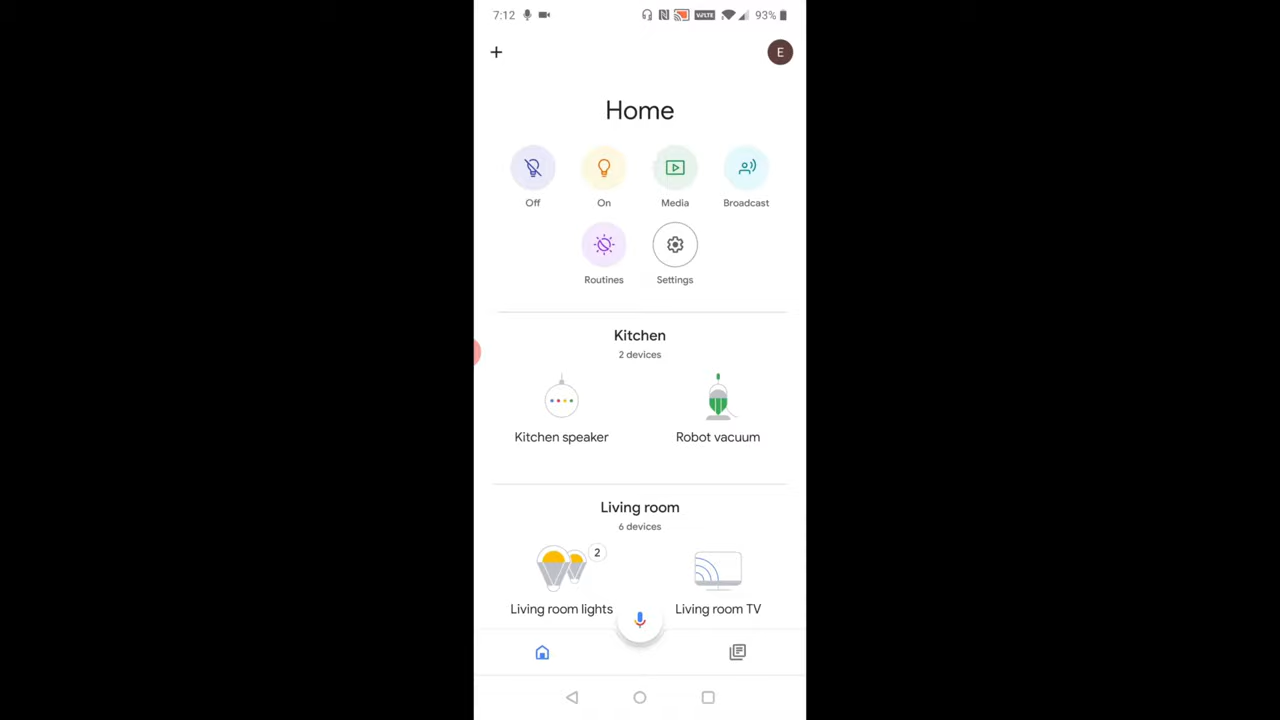 7:12 VoLTE 93%
E
Home
Off On Media Broadcast
Routines Settings
Kitchen
2 devices
Kitchen speaker Robot vacuum
Living room
6 devices
2
Living room lights Living room TV